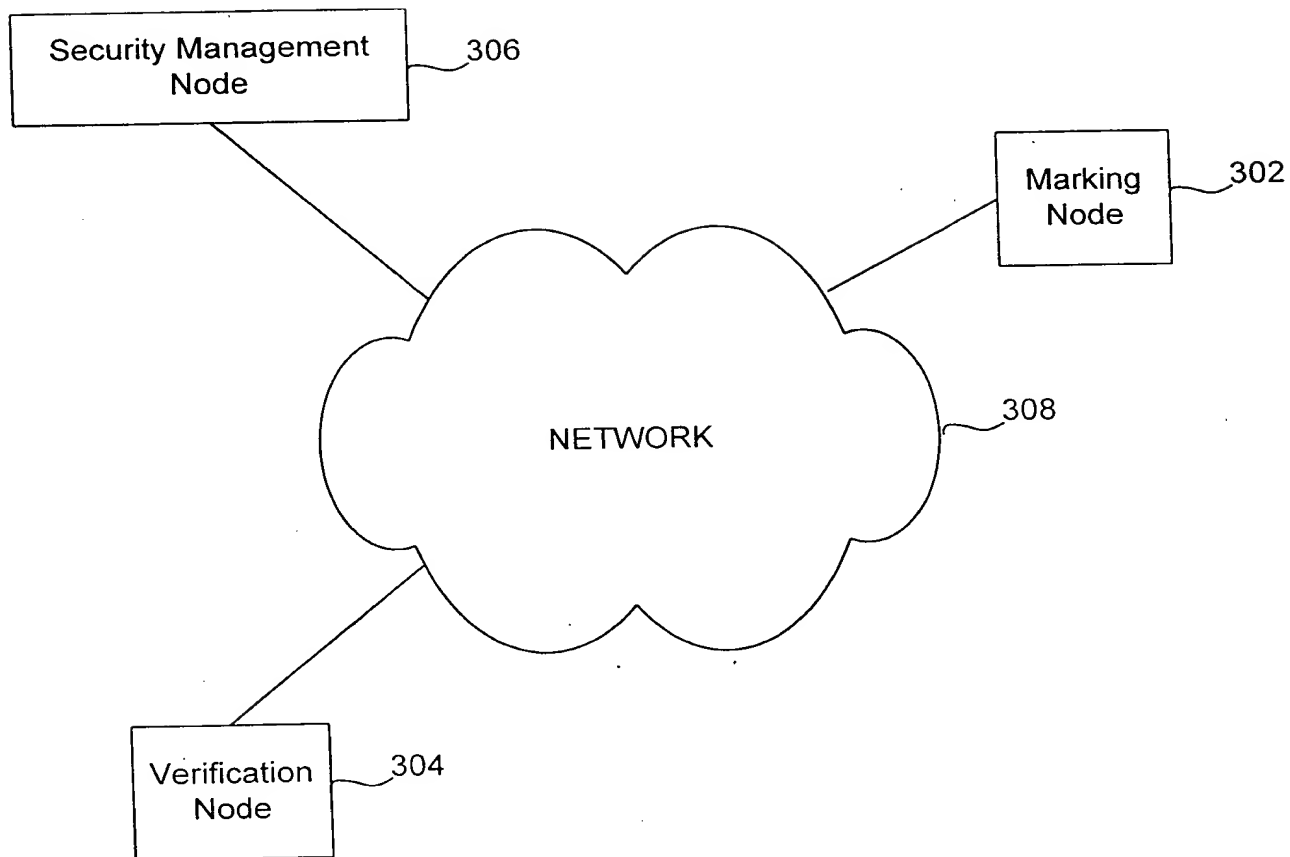 Security Management
Node
306
Marking
Node
302
NETWORK
308
Verification
Node
304